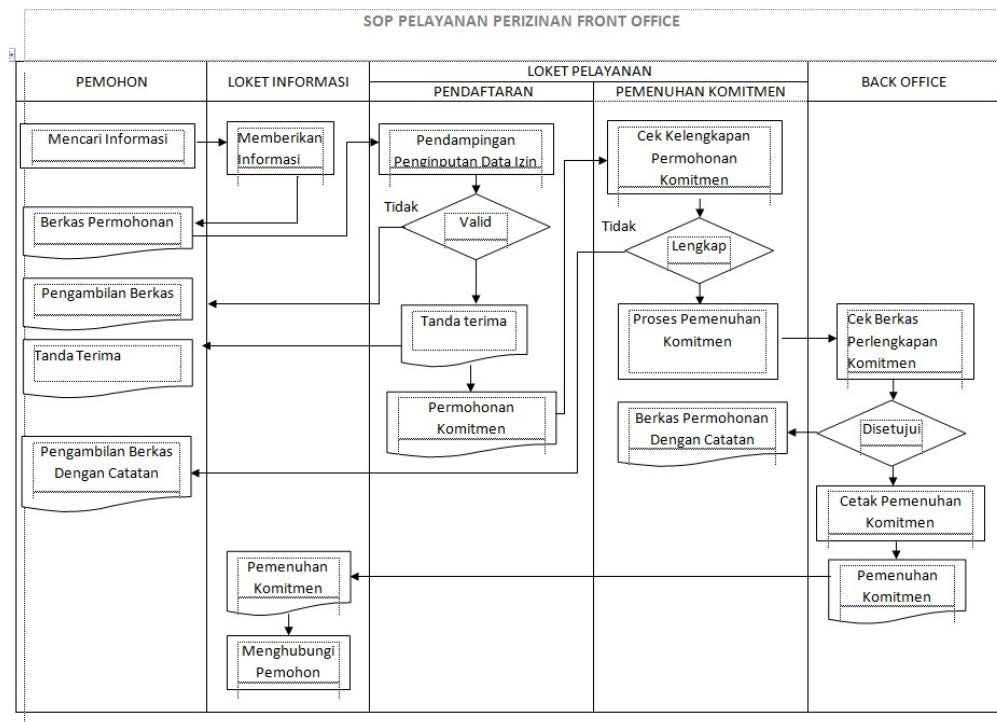 SOP PELAYANAN PERIZINAN FRONT OFFICE
PEMOHON
LOKET INFORMASI
LOKET PELAYANAN
PENDAFTARAN
PEMENUHAN KOMITMEN
BACK OFFICE
Mencari Informasi
Memberikan
Informasi
Pendampingan
Penginputan Data Izin
Cek Kelengkapan
Permohonan
Komitmen
Berkas Permohonan
Tidak
Valid
Tidak
Lengkap
Pengambilan Berkas
Tanda terima
Proses Pemenuhan
Komitmen
Cek Berkas
Perlengkapan
Komitmen
Tanda Terima
Permohonan
Komitmen
Berkas Permohonan
Dengan Catatan
Disetujui
Pengambilan Berkas
Dengan Catatan
Cetak Pemenuhan
Komitmen
Pemenuhan
Komitmen
Pemenuhan
Komitmen
Menghubungi
Pemohon